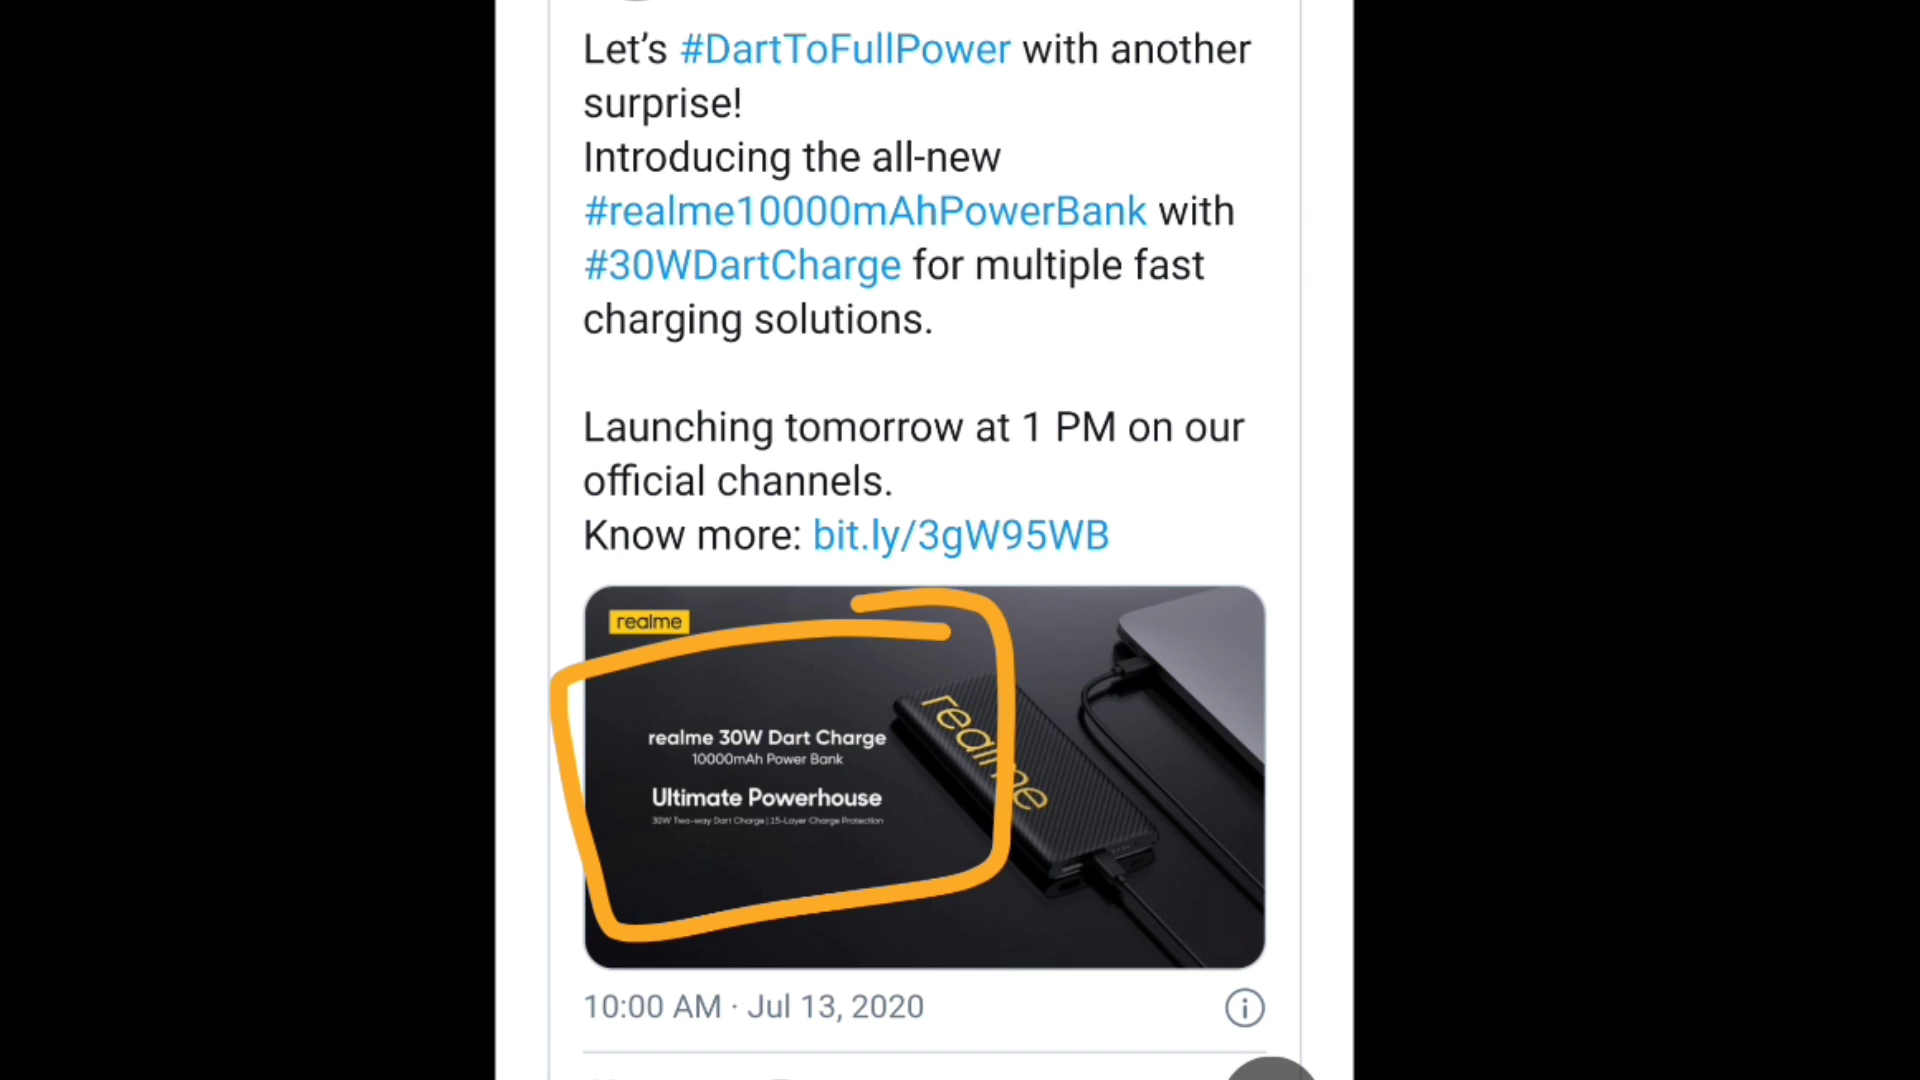 Let's #DartToFullPower with another
surprise!
Introducing the all-new
#realme10000mAhPowerBank with
#30WDartCharge for multiple fast
charging solutions.
Launching tomorrow at 1 PM on our
official channels.
Know more: bit.ly/3gW95WB
realme
realme 30W Dart Charge
10000mAh Power Bank
Ultimate Powerhouse
30W Two-way Dart Charge | 15-Layer Charge Protection
realme
10:00 AM · Jul 13, 2020